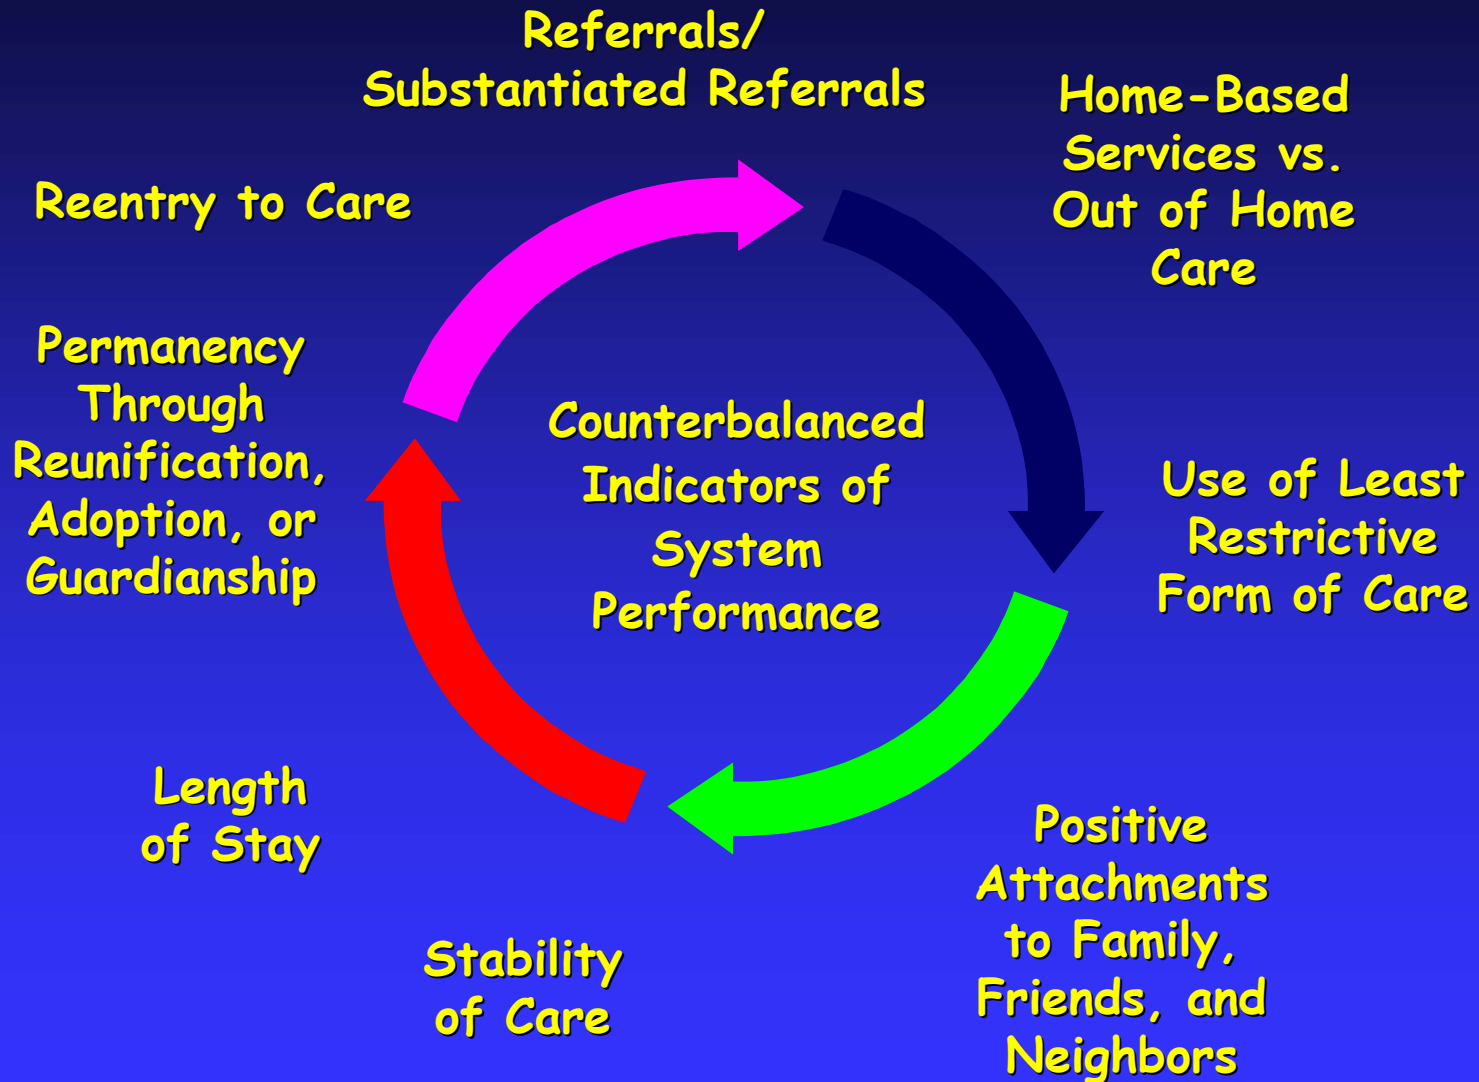 Referrals/
Substantiated Referrals
Home-Based
Services vs.
Out of Home
Care
Use of Least
Restrictive
Form of Care
Positive
Attachments
to Family,
Friends, and
Neighbors
Stability
of Care
Length
of Stay
Permanency
Through
Reunification,
Adoption, or
Guardianship
Reentry to Care
Counterbalanced
Indicators of
System
Performance